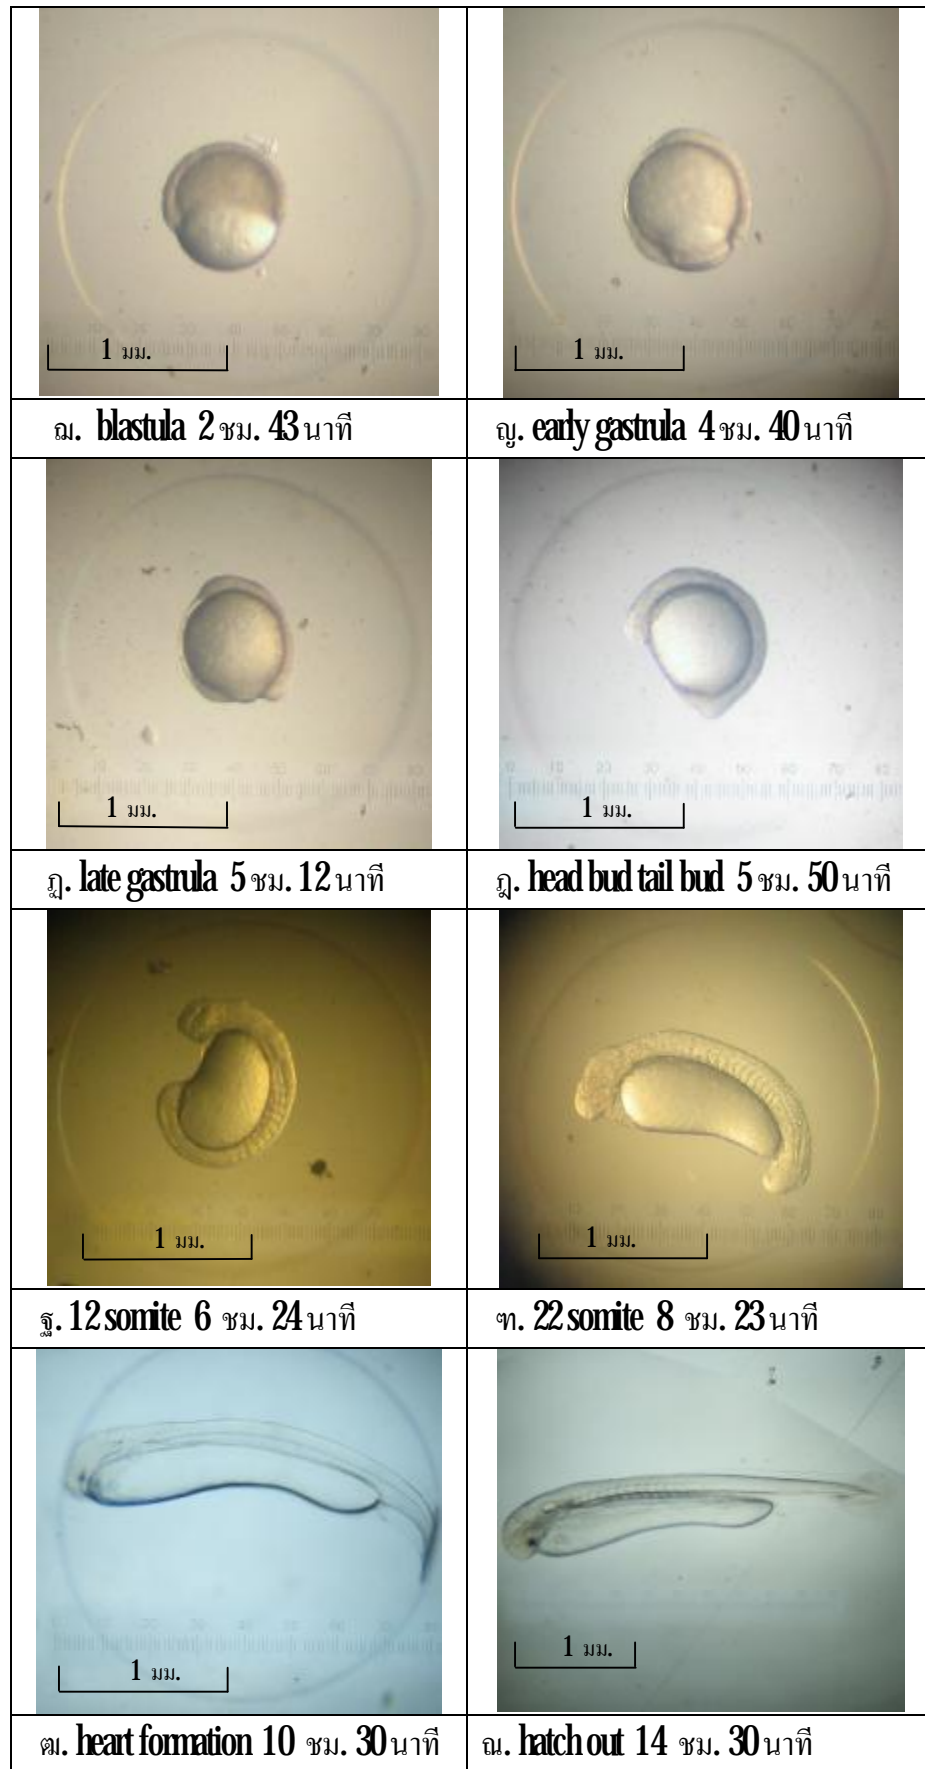 1 มม.
1 มม.
ฌ. blastula 2 ชม. 43 นาที
ญ. early gastrula 4 ชม. 40 นาที
1 มม.
1 มม.
ฎ. late gastrula 5 ชม. 12 นาที
ฏ. head bud tail bud 5 ชม. 50 นาที
1 มม.
1 มม.
ฐ. 12 somite 6 ชม. 24 นาที
ฑ. 22 somite 8 ชม. 23 นาที
1 มม.
1 มม.
ฒ. heart formation 10 ชม. 30 นาที
ณ. hatch out 14 ชม. 30 นาที